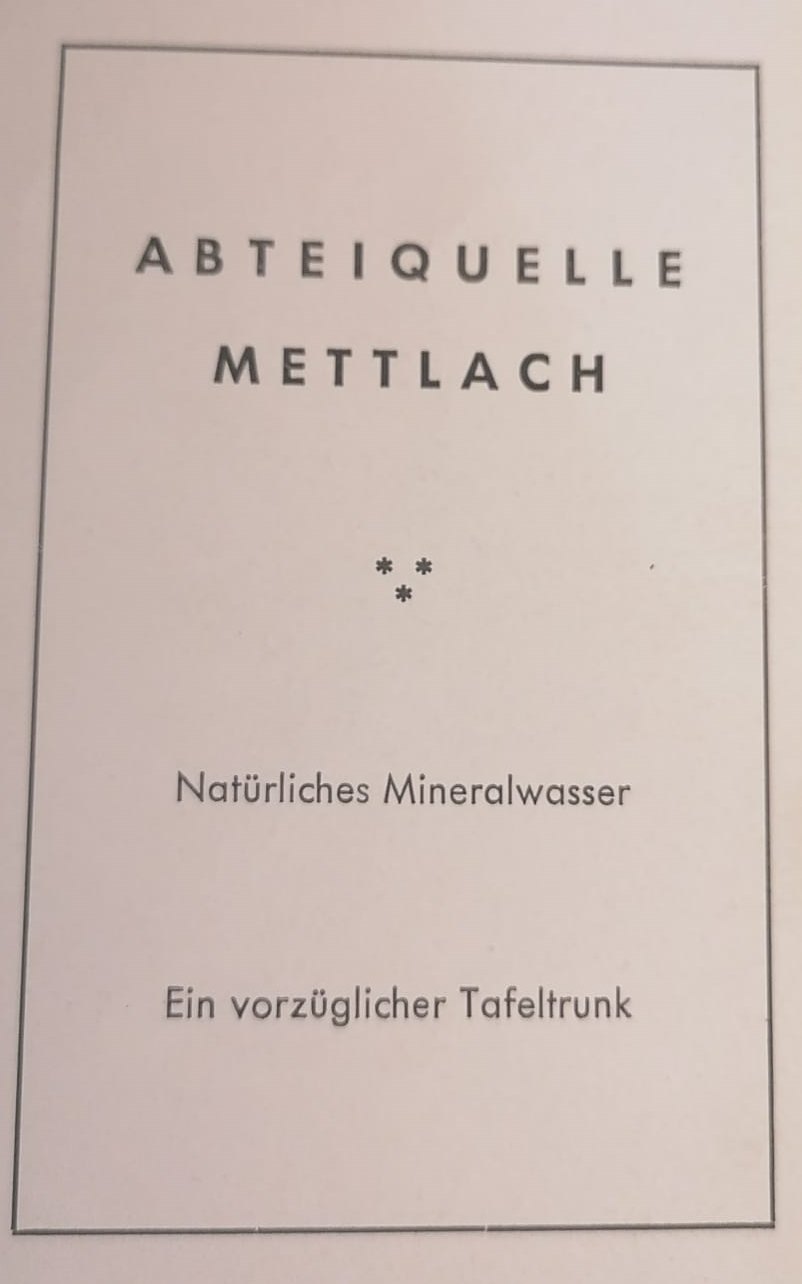 ABTEIQUELLE
METTLACH
* *
*
Natürliches Mineralwasser
Ein vorzüglicher Tafeltrunk